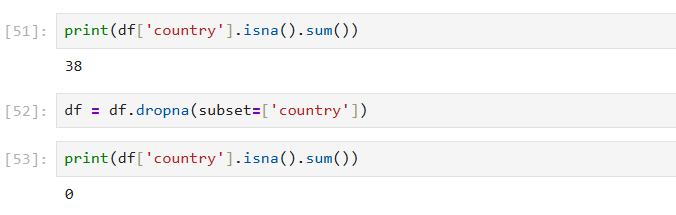 [51]: print(df['country'].isna().sum())
38
[52]: df = df.dropna(subset=['country'])
[53]: print(df['country'].isna().sum())
0